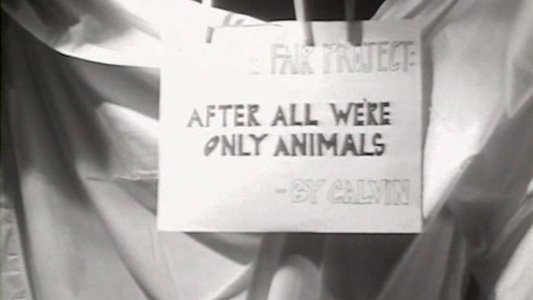 FAIR PROJECT:
AFTER ALL WE'RE
ONLY ANIMALS
-BY CALVIN